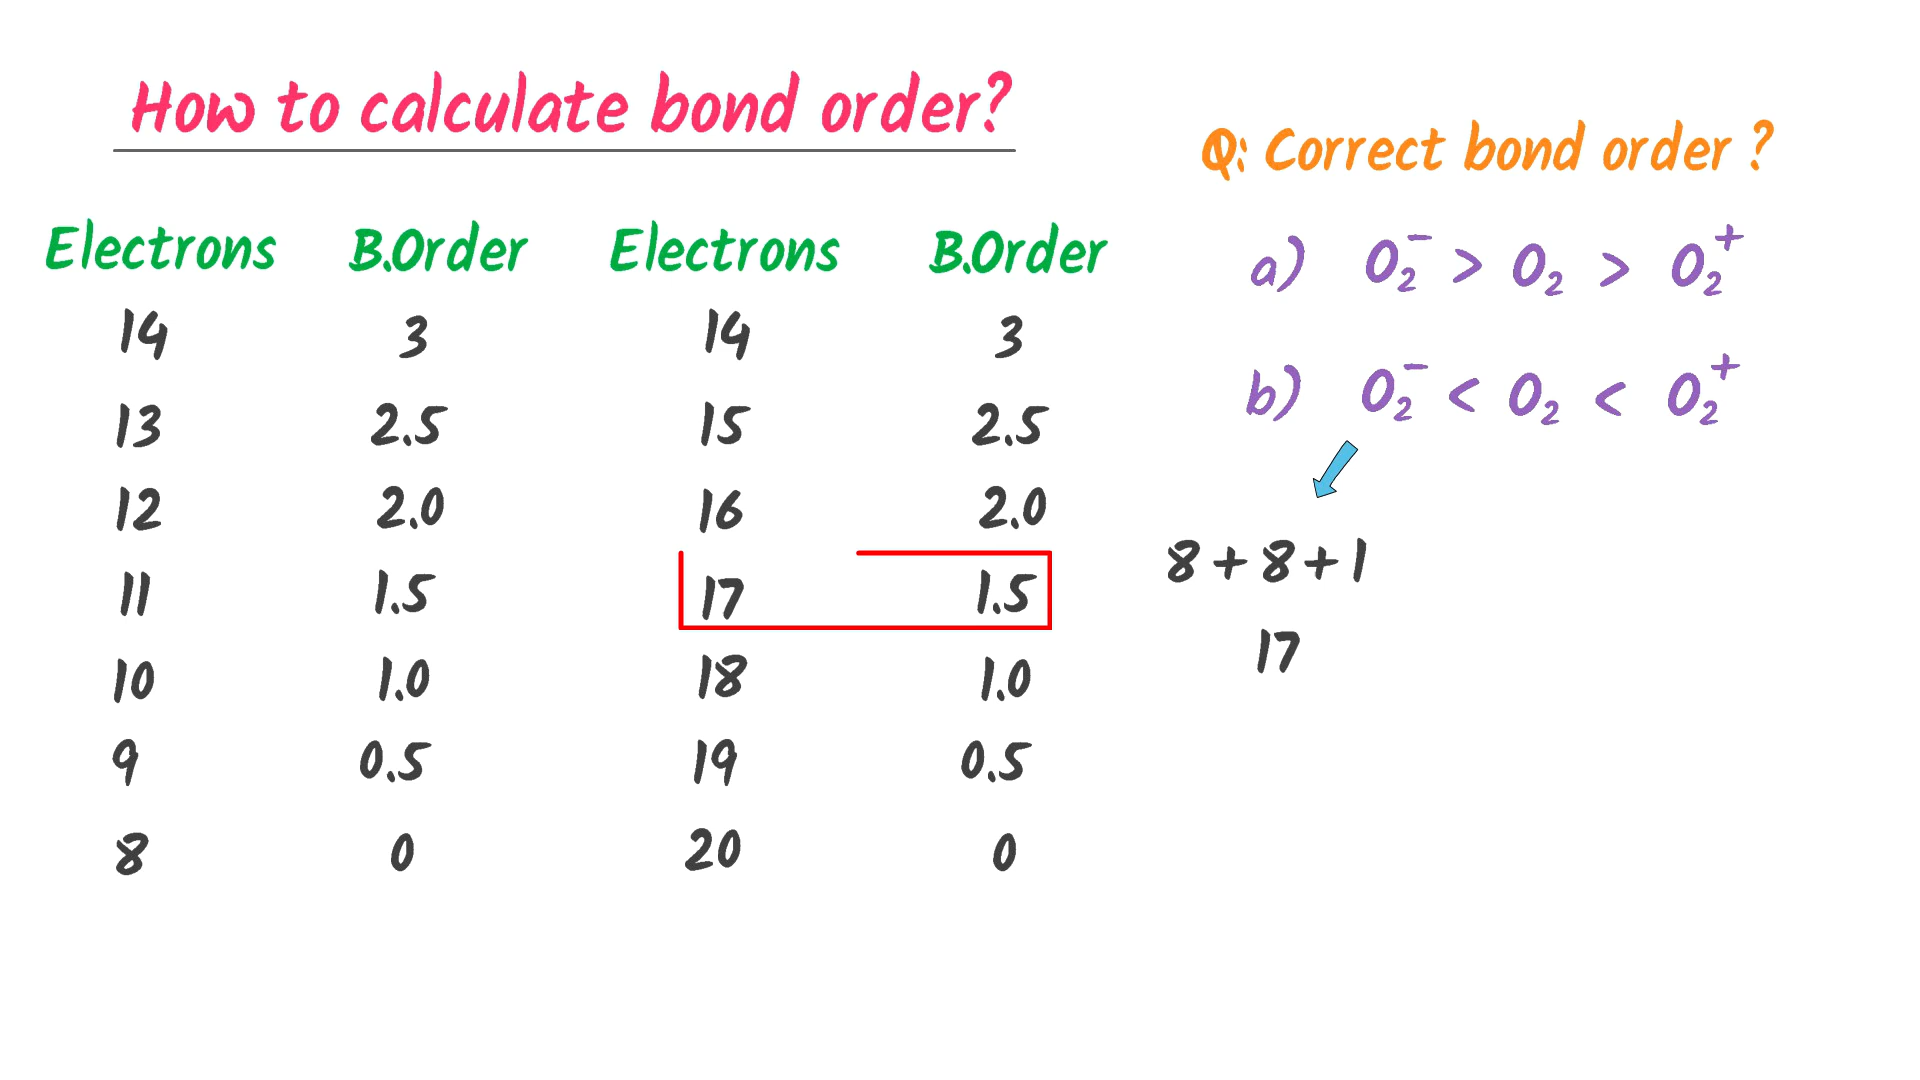 How to calculate bond order?
Electrons B.Order Electrons B.Order
14 3 14 3
13 2.5 15 2.5
12 2.0 16 2.0
11 1.5 17 1.5
10 1.0 18 1.0
9 0.5 19 0.5
8 0 20 0
Q: Correct bond order ?
a) O₂⁻ > O₂ > O₂⁺
b) O₂⁻ < O₂ < O₂⁺
8 + 8 + 1
17